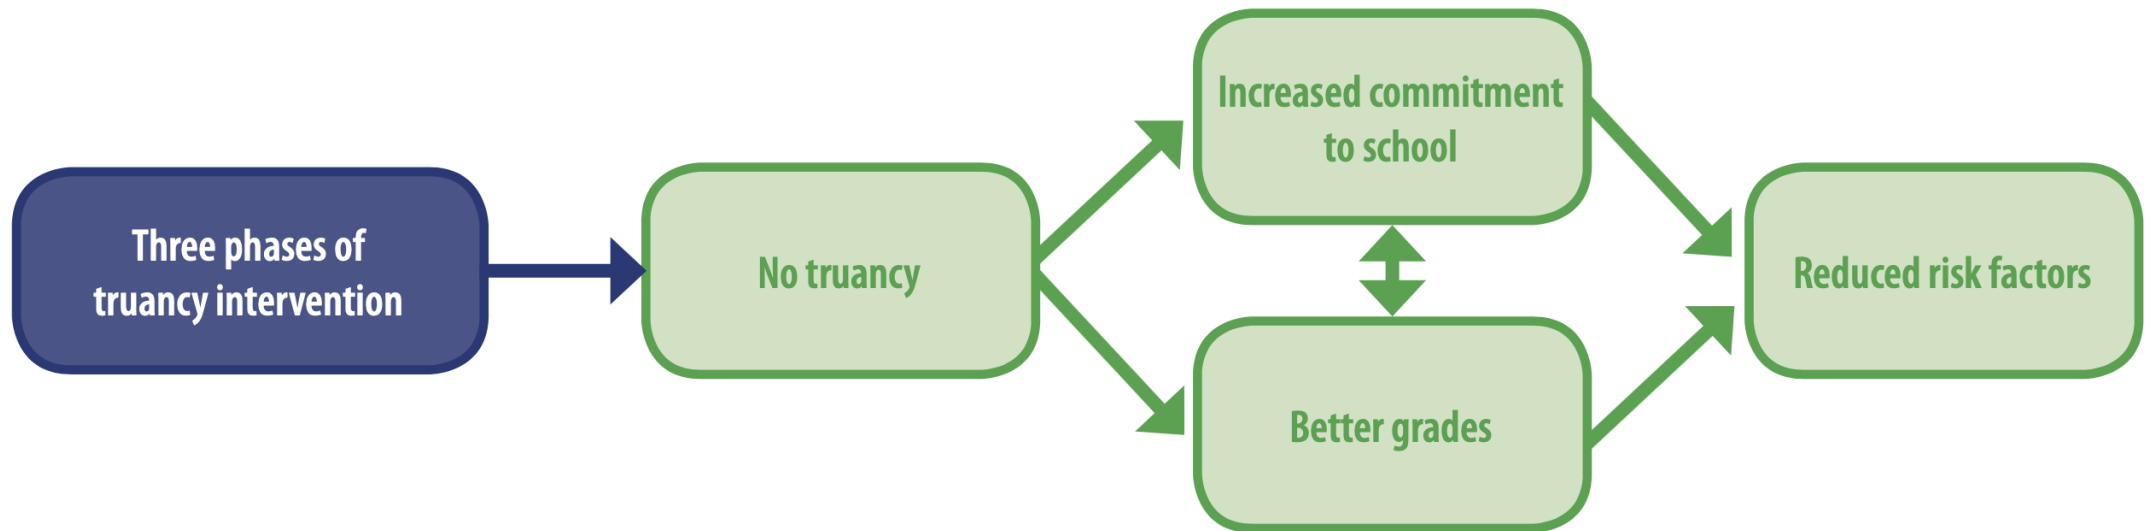 Three phases of
truancy intervention
No truancy
Increased commitment
to school
Better grades
Reduced risk factors